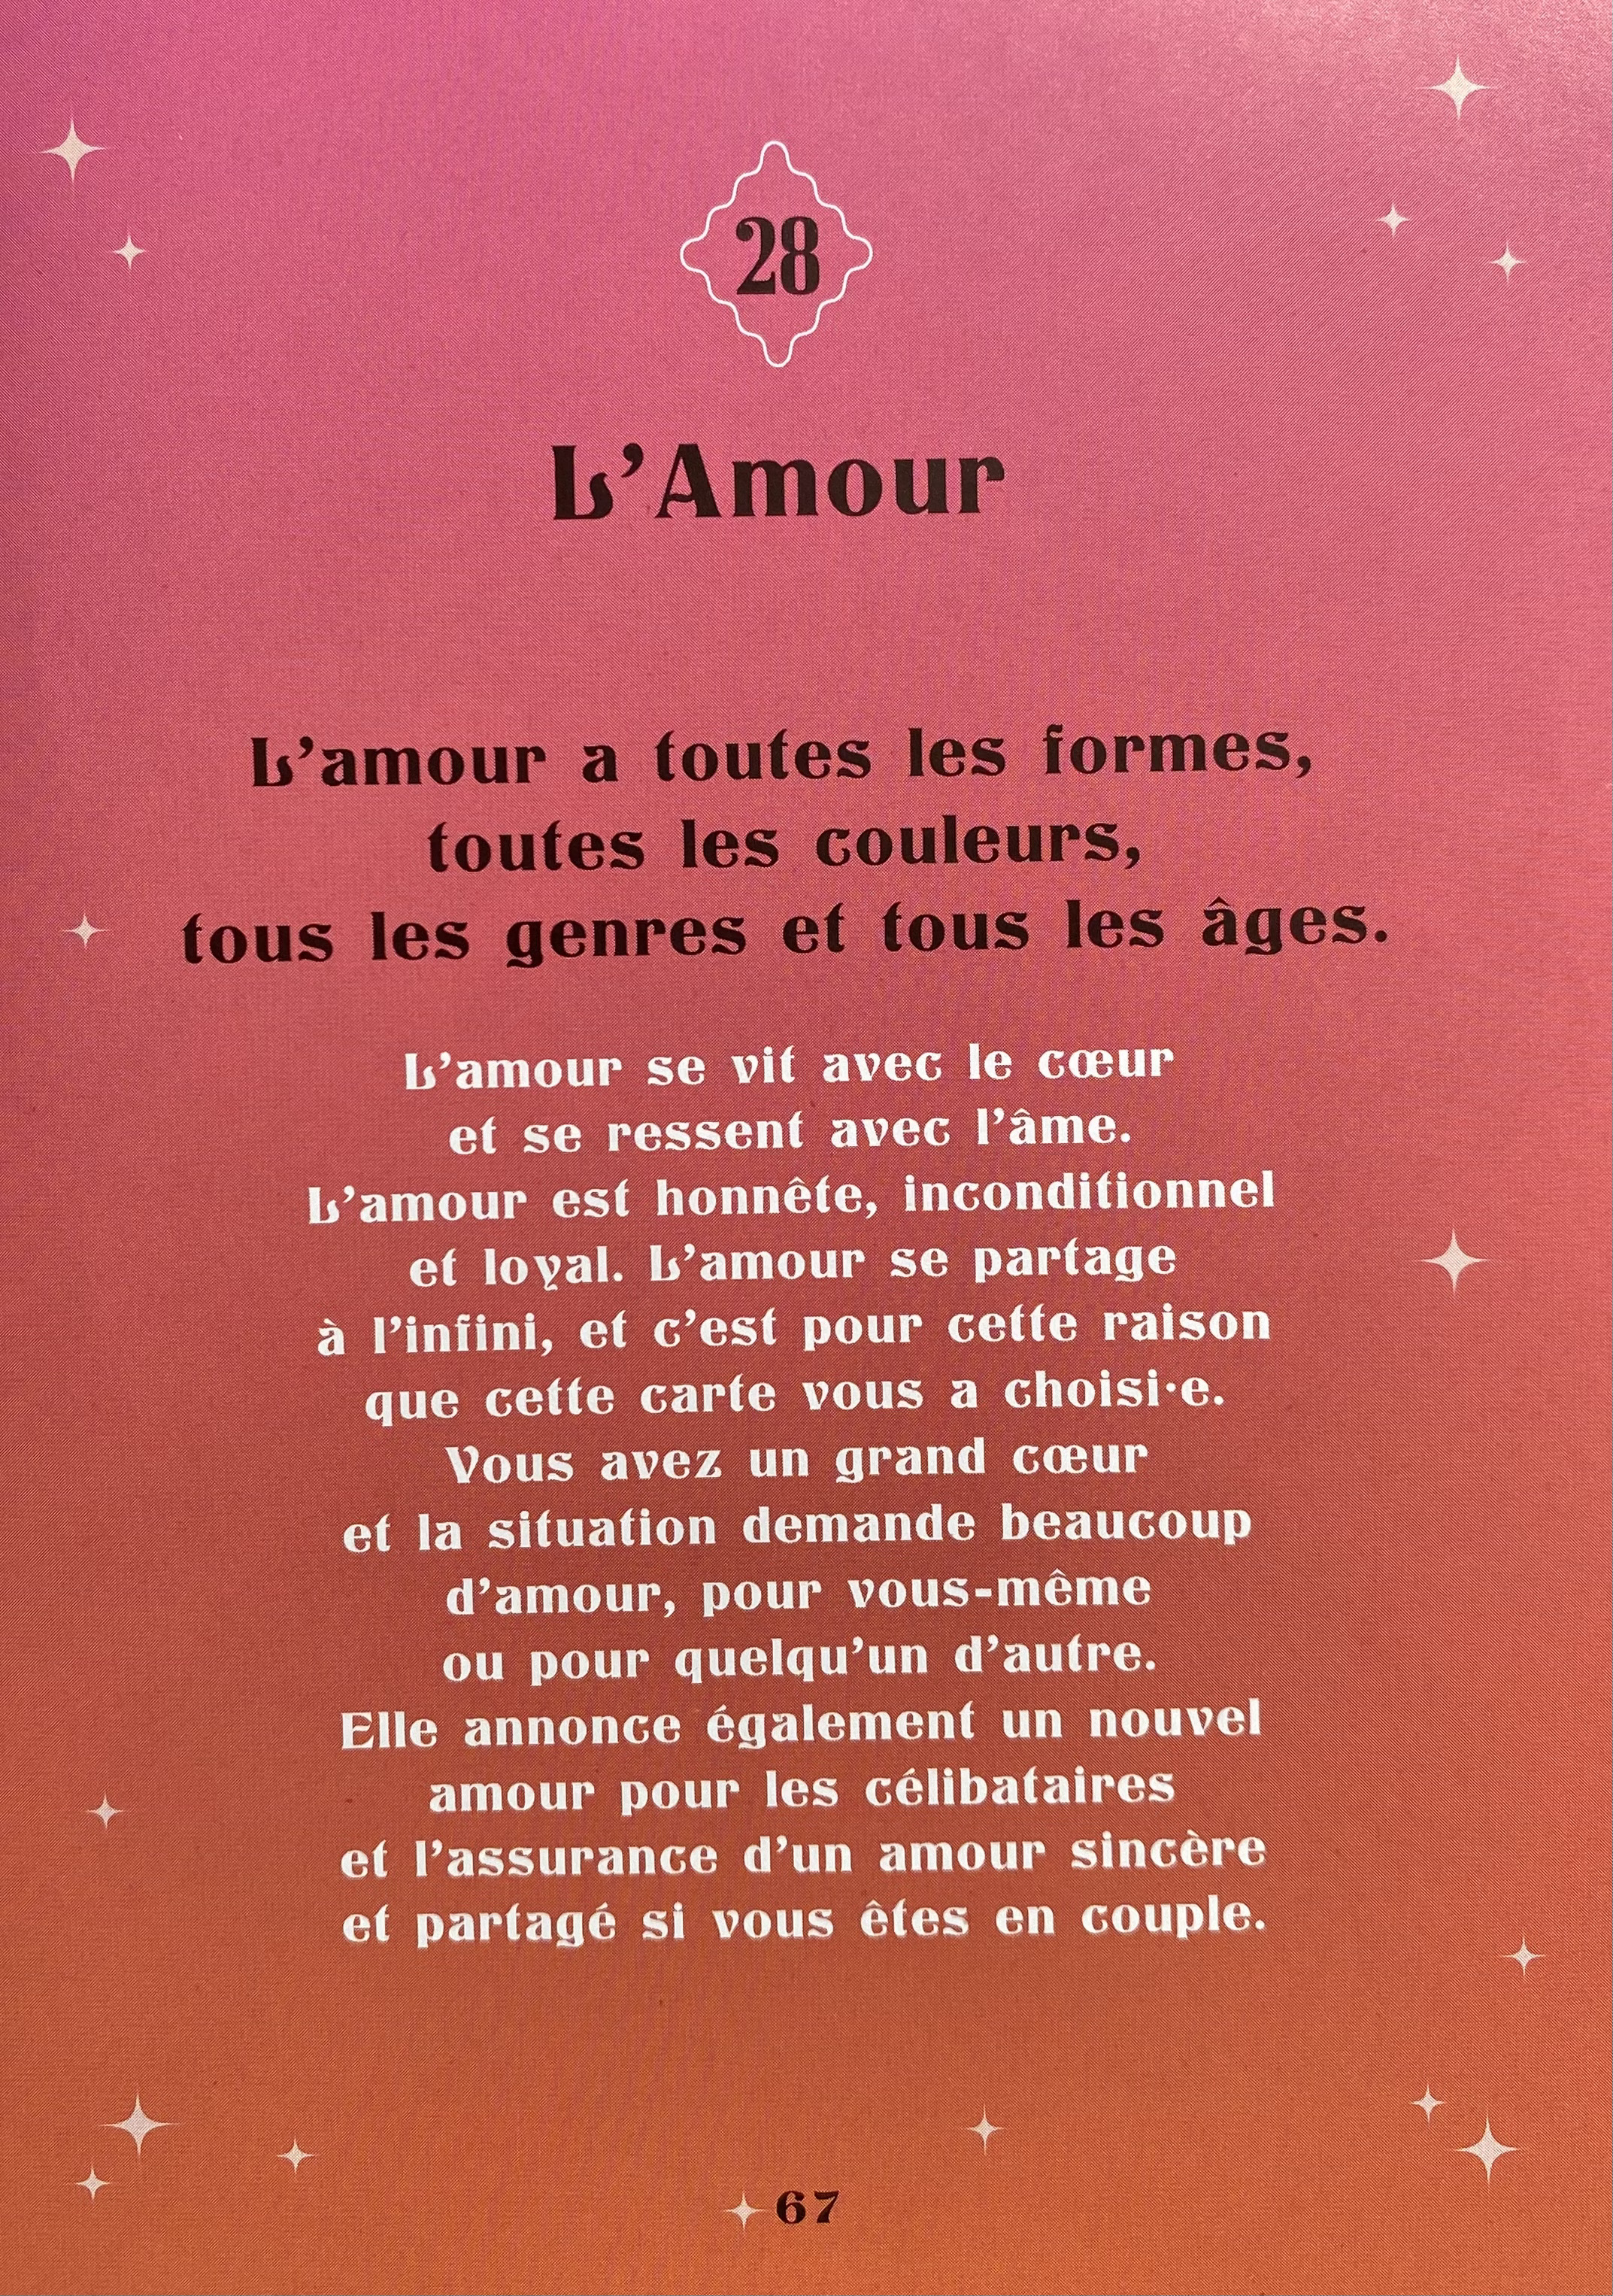 28
L’Amour
L’amour a toutes les formes,
toutes les couleurs,
tous les genres et tous les âges.
L’amour se vit avec le cœur
et se ressent avec l’âme.
L’amour est honnête, inconditionnel
et loyal. L’amour se partage
à l’infini, et c’est pour cette raison
que cette carte vous a choisi·e.
Vous avez un grand cœur
et la situation demande beaucoup
d’amour, pour vous-même
ou pour quelqu’un d’autre.
Elle annonce également un nouvel
amour pour les célibataires
et l’assurance d’un amour sincère
et partagé si vous êtes en couple.
67